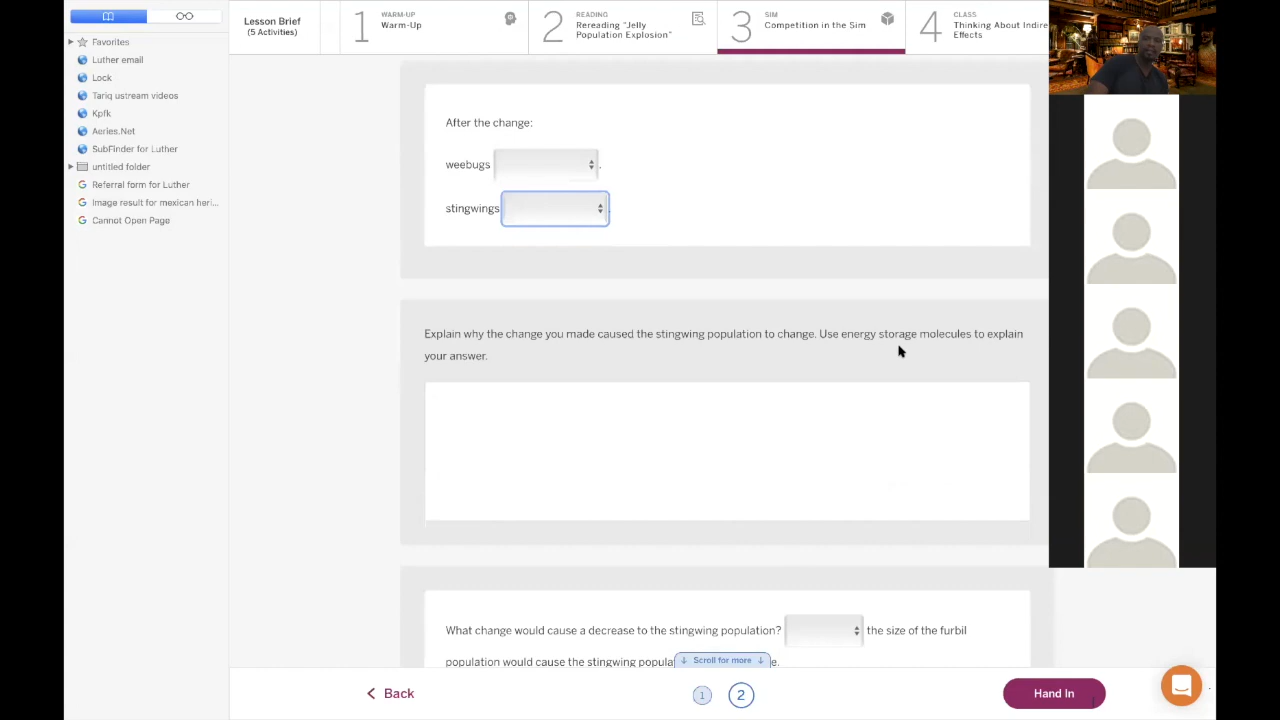 Favorites
Luther email
Lock
Tariq ustream videos
Kpfk
Aeries.Net
SubFinder for Luther
untitled folder
Referral form for Luther
Image result for mexican heri...
Cannot Open Page
Lesson Brief
(5 Activities)
1
WARM-UP
Warm-Up
2
READING
Rereading “Jelly
Population Explosion”
3
SIM
Competition in the Sim
4
CLASS
Thinking About Indire
Effects
After the change:
weebugs .
stingwings .
Explain why the change you made caused the stingwing population to change. Use energy storage molecules to explain
your answer.
What change would cause a decrease to the stingwing population? the size of the furbil
population would cause the stingwing popula e.
Scroll for more
Back
1
2
Hand In